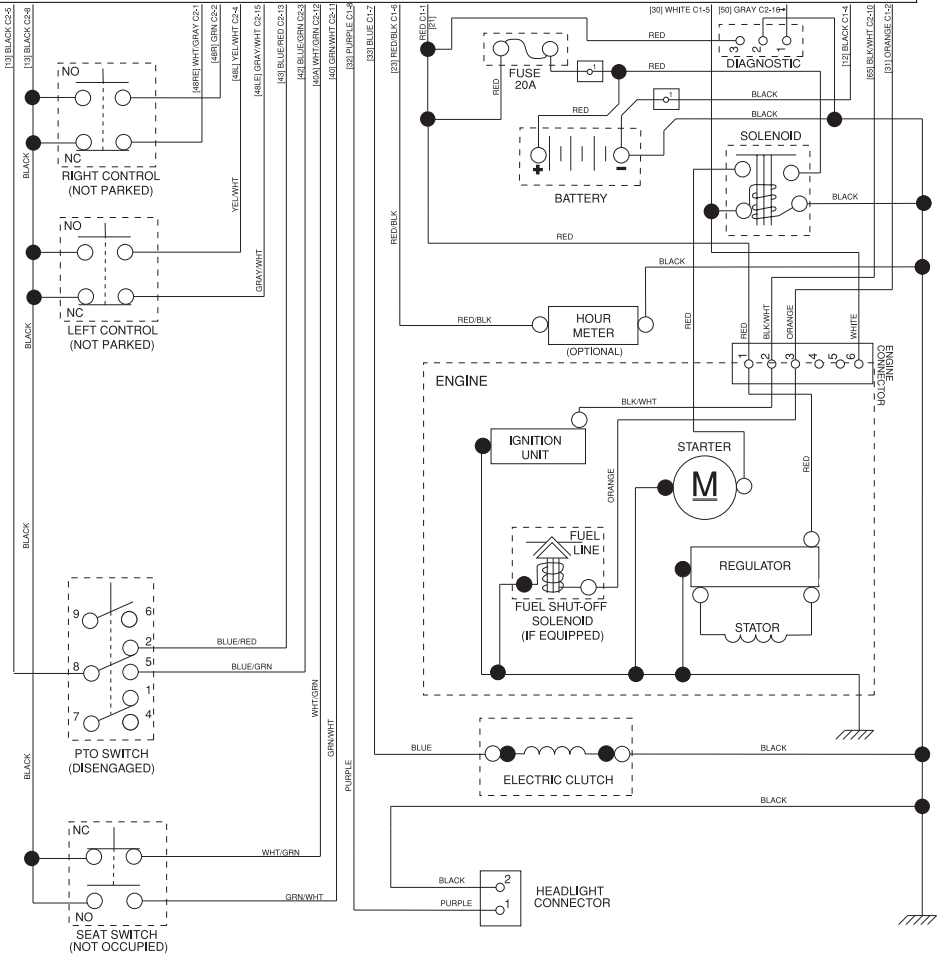 [13] BLACK C2-5
[13] BLACK C2-8
[48RE] WHT/GRAY C2-1
[48R] GRN C2-2
[48L] YEL/WHT C2-4
[48LE] GRAY/WHT C2-15
[43] BLUE/RED C2-13
[42] BLUE/GRN C2-3
[40A] WHT/GRN C2-12
[40] GRN/WHT C2-11
[32] PURPLE C1-8
[33] BLUE C1-7
[23] RED/BLK C1-6
RED C1-1
[21]
[30] WHITE C1-5
[50] GRAY C2-16
[12] BLACK C1-4
[65] BLK/WHT C2-10
[31] ORANGE C1-2
NO
NC
RIGHT CONTROL
(NOT PARKED)
BLACK
YEL/WHT
NO
NC
LEFT CONTROL
(NOT PARKED)
GRAY/WHT
BLACK
RED
FUSE
20A
RED
1
RED
RED
3
2
1
DIAGNOSTIC
1
BLACK
BLACK
+
–
BATTERY
SOLENOID
BLACK
RED/BLK
RED
BLACK
RED/BLK
HOUR
METER
(OPTIONAL)
RED
RED
BLK/WHT
ORANGE
WHITE
1
2
3
4
5
6
ENGINE
CONNECTOR
ENGINE
BLK/WHT
IGNITION
UNIT
ORANGE
STARTER
M
RED
FUEL
LINE
FUEL SHUT-OFF
SOLENOID
(IF EQUIPPED)
REGULATOR
STATOR
BLACK
9
6
2
8
5
1
7
4
BLUE/RED
BLUE/GRN
PTO SWITCH
(DISENGAGED)
WHT/GRN
GRN/WHT
PURPLE
BLACK
BLUE
ELECTRIC CLUTCH
BLACK
BLACK
NC
NO
WHT/GRN
GRN/WHT
SEAT SWITCH
(NOT OCCUPIED)
BLACK
2
PURPLE
1
HEADLIGHT
CONNECTOR